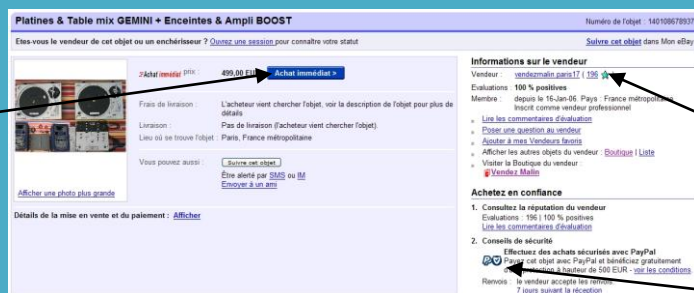 Platines & Table mix GEMINI + Enceintes & Ampli BOOST
Numéro de l'objet : 140108678937
Etes-vous le vendeur de cet objet ou un enchérisseur ? Ouvrez une session pour connaître votre statut
Suivre cet objet dans Mon eBay
Afficher une photo plus grande
Achat immédiat prix : 499,00 EU Achat immédiat >
Frais de livraison : L'acheteur vient chercher l'objet, voir la description de l'objet pour plus de
détails
Livraison : Pas de livraison (l'acheteur vient chercher l'objet).
Lieu où se trouve l'objet : Paris, France métropolitaine
Vous pouvez aussi : Suivre cet objet
Être alerté par SMS ou IM
Envoyer à un ami
Détails de la mise en vente et du paiement : Afficher
Informations sur le vendeur
Vendeur : vendezmalin.paris17 ( 196
Evaluations : 100 % positives
Membre : depuis le 16-Jan-06. Pays : France métropolitaine
Inscrit comme vendeur professionnel
Lire les commentaires d'évaluation
Poser une question au vendeur
Ajouter à mes Vendeurs favoris
Afficher les autres objets du vendeur : Boutique | Liste
Visiter la Boutique du vendeur :
Vendez Malin
Achetez en confiance
1. Consultez la réputation du vendeur
Evaluations : 196 | 100 % positives
Lire les commentaires d'évaluation
2. Conseils de sécurité
Effectuez des achats sécurisés avec PayPal
Payez cet objet avec PayPal et bénéficiez gratuitement
protection à hauteur de 500 EUR - voir les conditions
Renvois : le vendeur accepte les renvois
7 jours suivant la réception